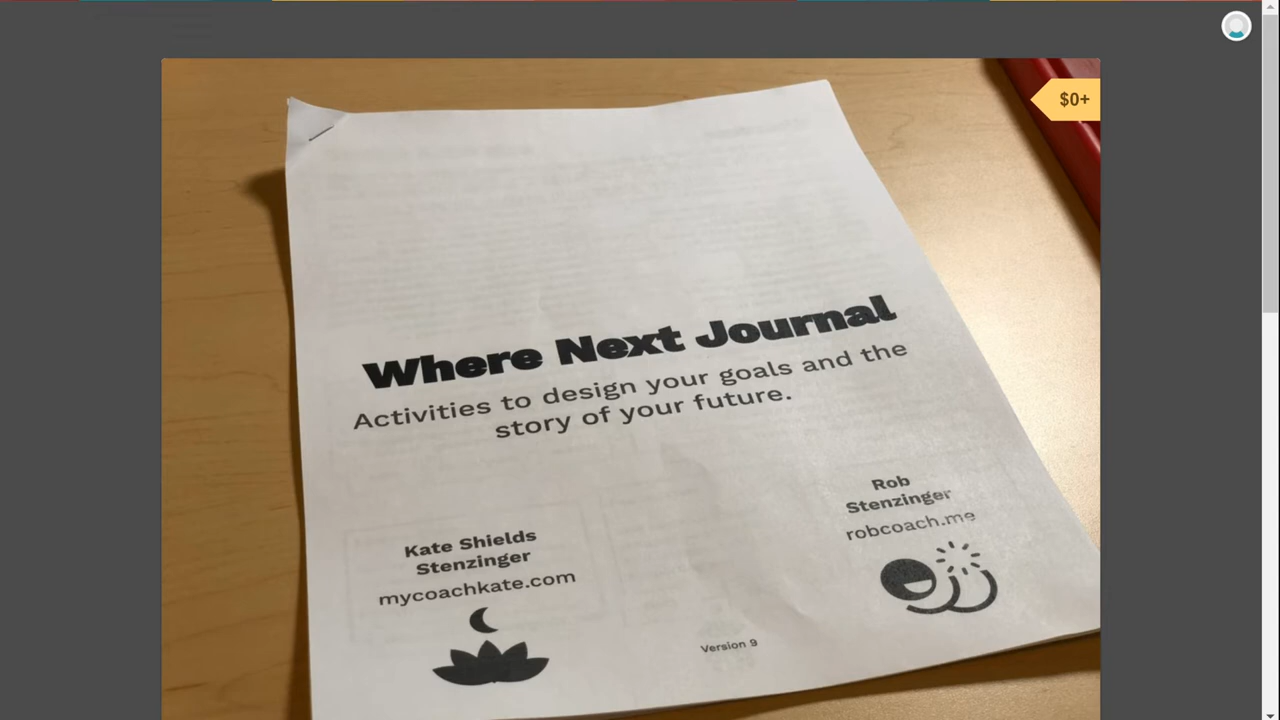 $0+
Where Next Journal
Activities to design your goals and the
story of your future.
Rob
Stenzinger
robcoach.me
Kate Shields
Stenzinger
mycoachkate.com
Version 9